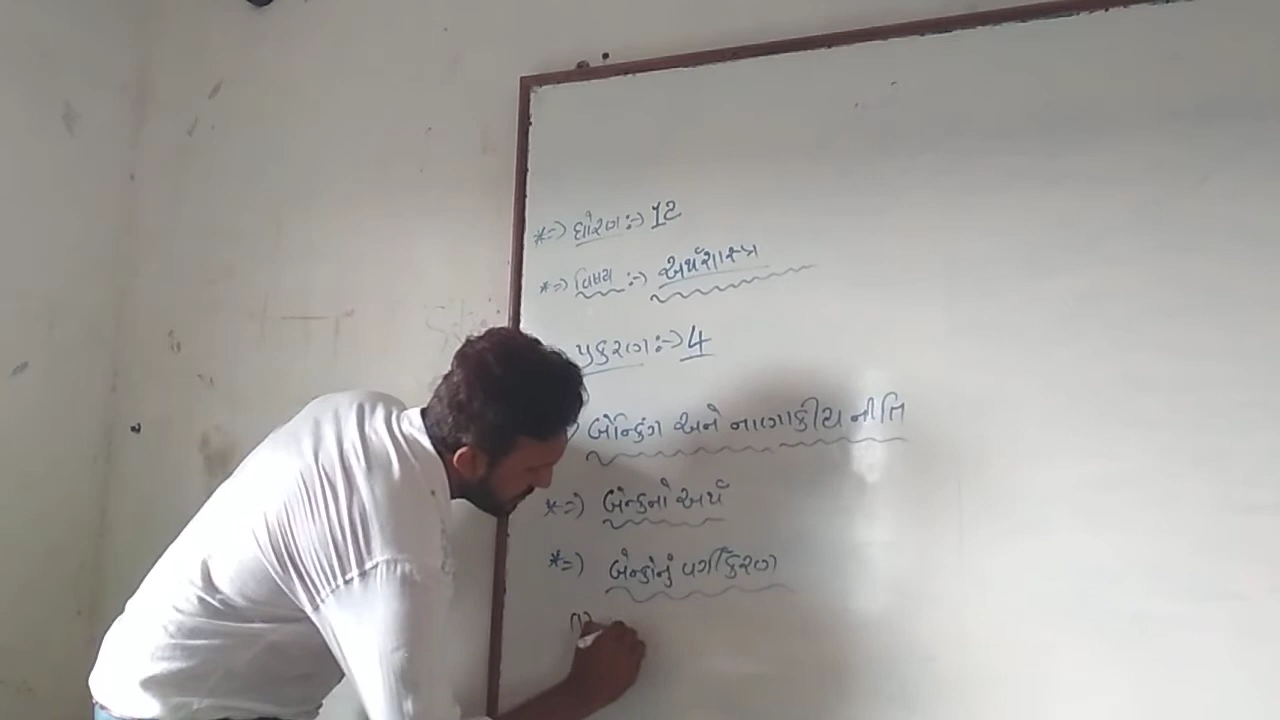 *=> ધોરણ :-> 12
*=> વિષય :-> અર્થશાસ્ત્ર
પ્રકરણ :-> 4
બેન્કિંગ અને નાણાકીય નીતિ
*=> બેન્કનો અર્થ
*=> બેન્કોનું વર્ગીકરણ